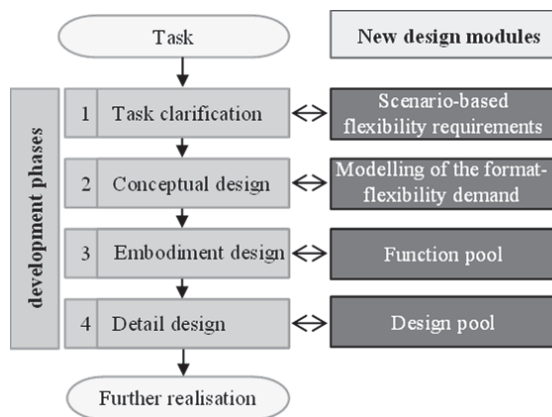 Task
New design modules
development phases
1 Task clarification
Scenario-based
flexibility requirements
2 Conceptual design
Modelling of the format-
flexibility demand
3 Embodiment design
Function pool
4 Detail design
Design pool
Further realisation